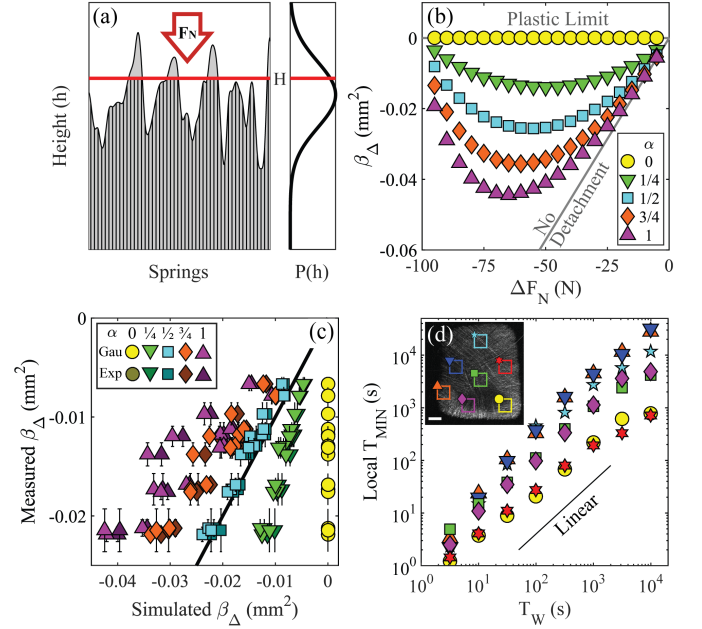 (a)
F_N
H
Height (h)
Springs
P(h)
(b)
Plastic Limit
0
-0.02
-0.04
-0.06
β_Δ (mm²)
No
Detachment
α
0
1/4
1/2
3/4
1
-100
-75
-50
-25
0
ΔF_N (N)
(c)
α 0 ¼ ½ ¾ 1
Gau
Exp
0
-0.01
-0.02
Measured β_Δ (mm²)
-0.04
-0.03
-0.02
-0.01
0
Simulated β_Δ (mm²)
(d)
10⁴
10³
10²
10¹
10⁰
Local T_MIN (s)
Linear
10⁰
10¹
10²
10³
10⁴
T_W (s)